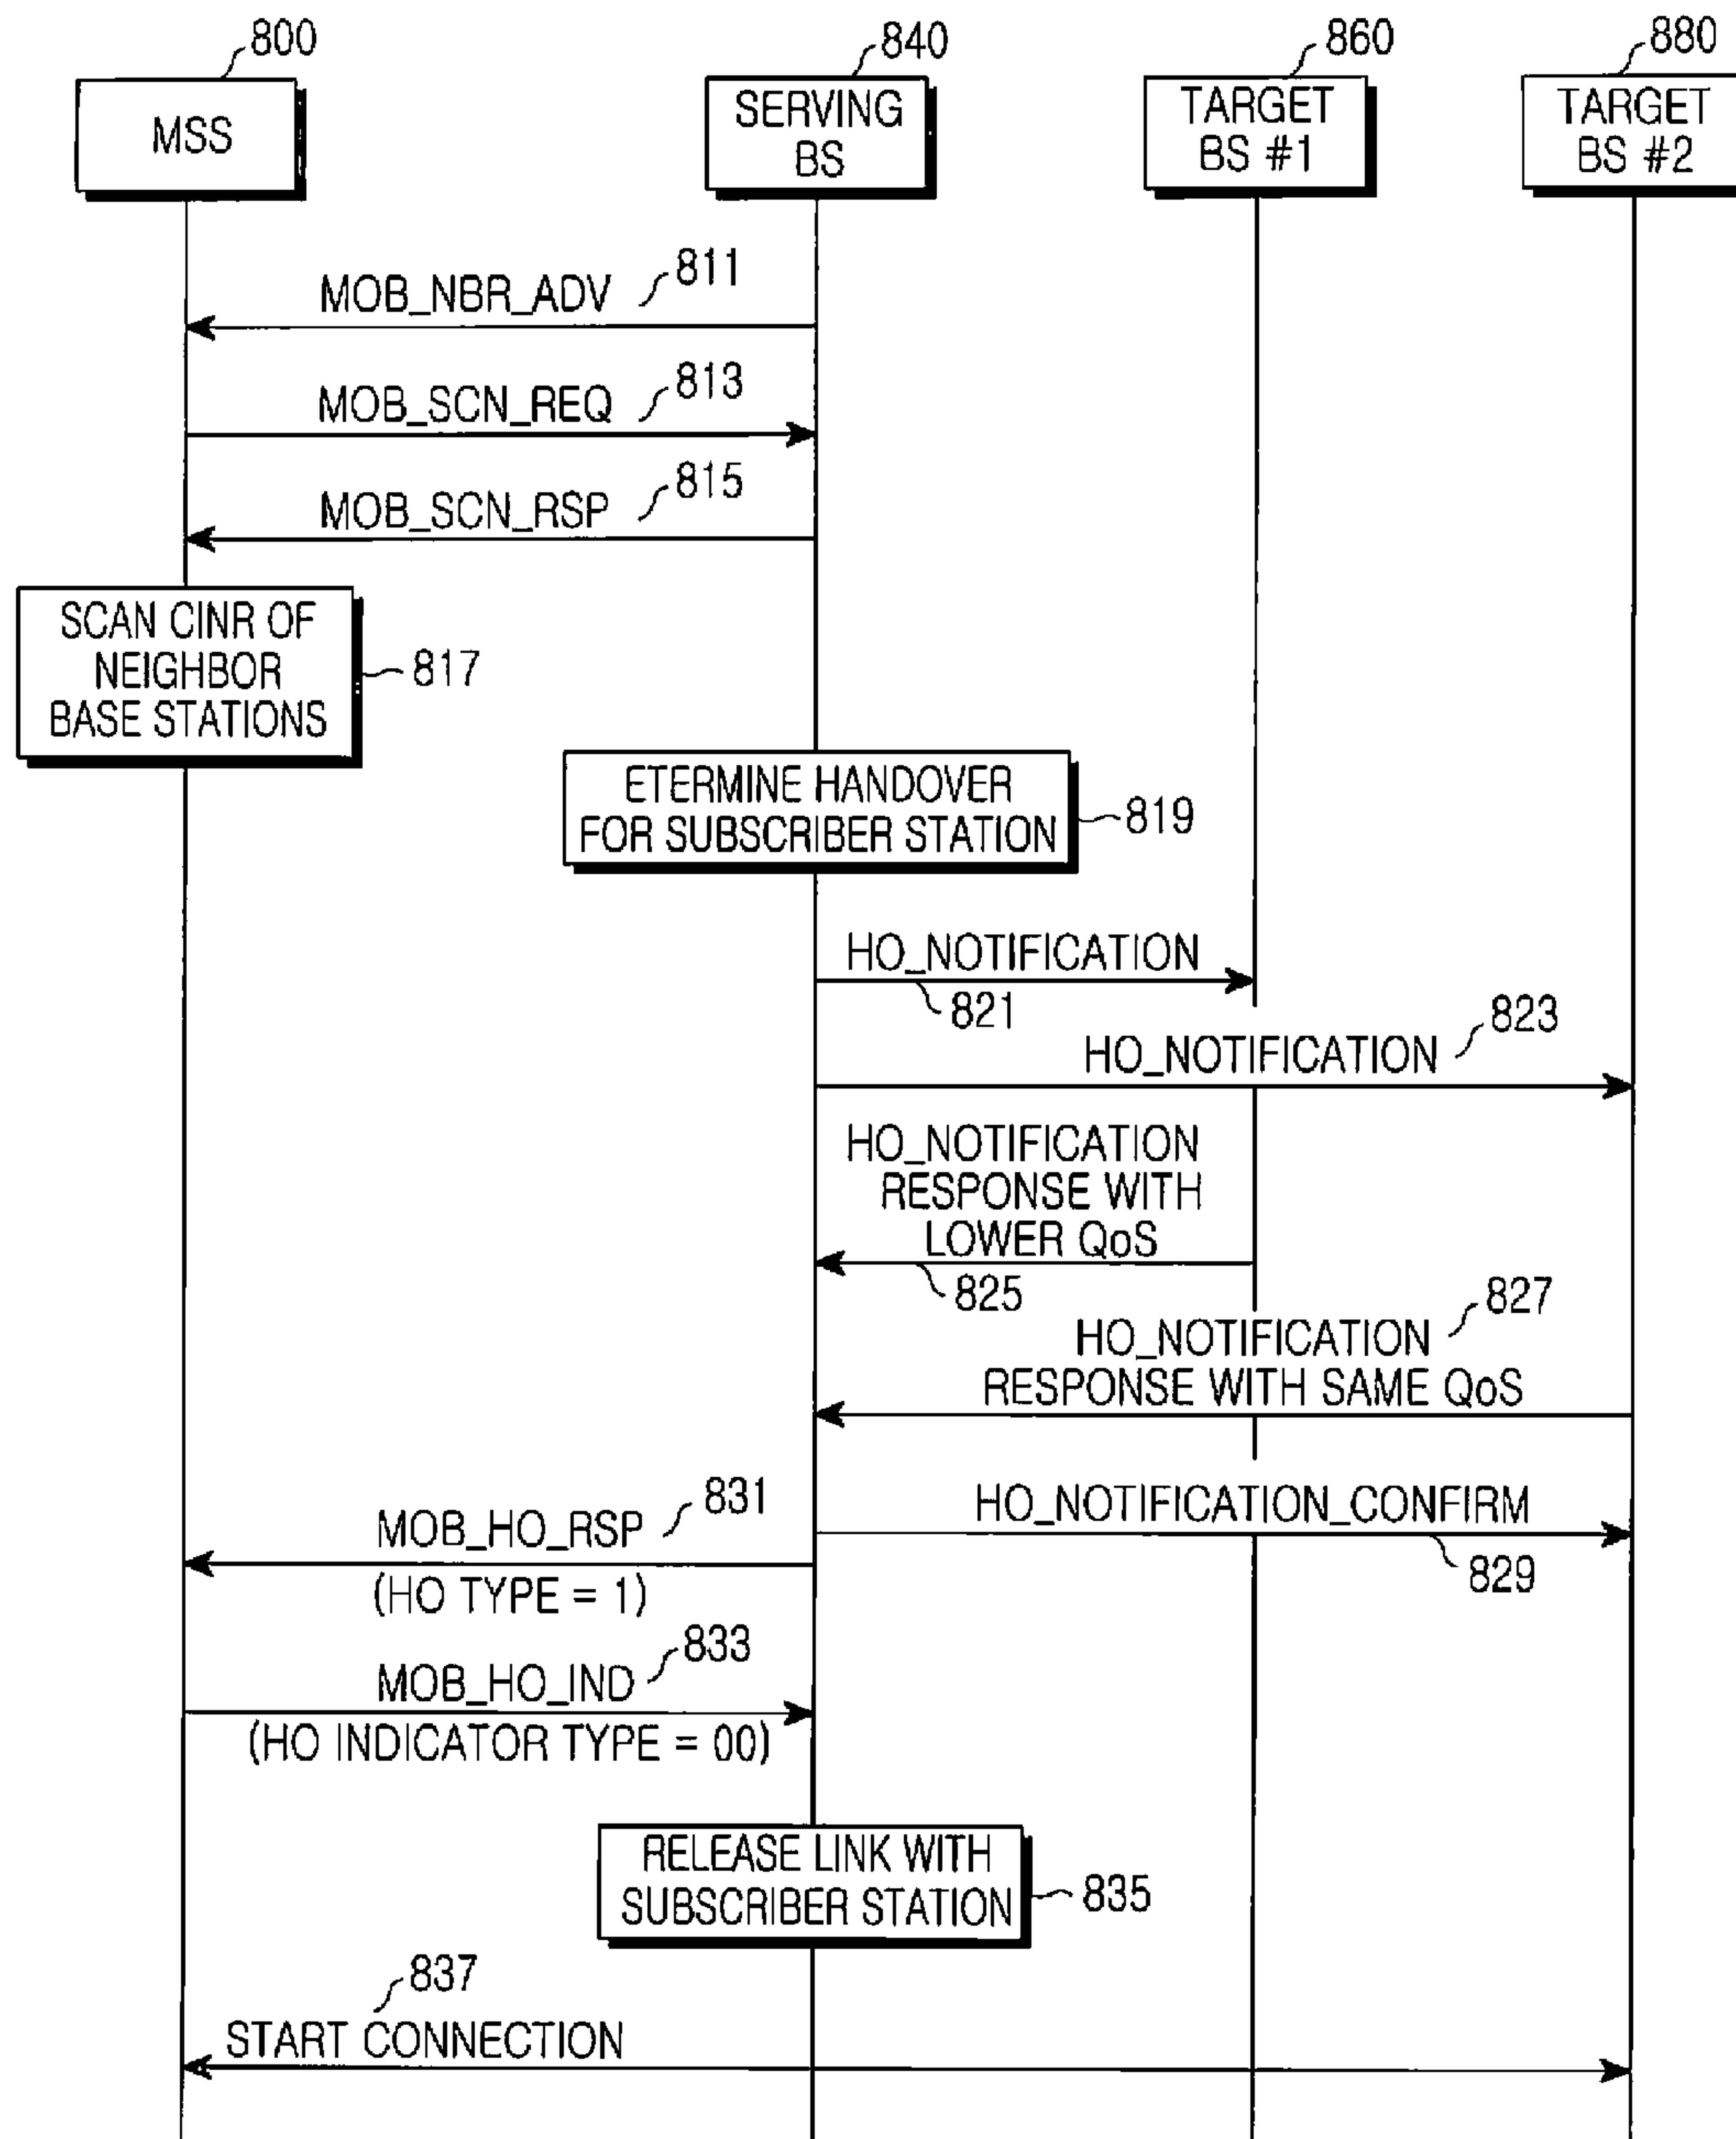 800
840
860
880
MSS
SERVING
BS
TARGET
BS #1
TARGET
BS #2
MOB_NBR_ADV
811
MOB_SCN_REQ
813
MOB_SCN_RSP
815
SCAN CINR OF
NEIGHBOR
BASE STATIONS
817
ETERMINE HANDOVER
FOR SUBSCRIBER STATION
819
HO_NOTIFICATION
821
HO_NOTIFICATION
823
HO_NOTIFICATION
RESPONSE WITH
LOWER QoS
825
827
HO_NOTIFICATION
RESPONSE WITH SAME QoS
831
MOB_HO_RSP
(HO TYPE = 1)
HO_NOTIFICATION_CONFIRM
829
833
MOB_HO_IND
(HO INDICATOR TYPE = 00)
RELEASE LINK WITH
SUBSCRIBER STATION
835
837
START CONNECTION